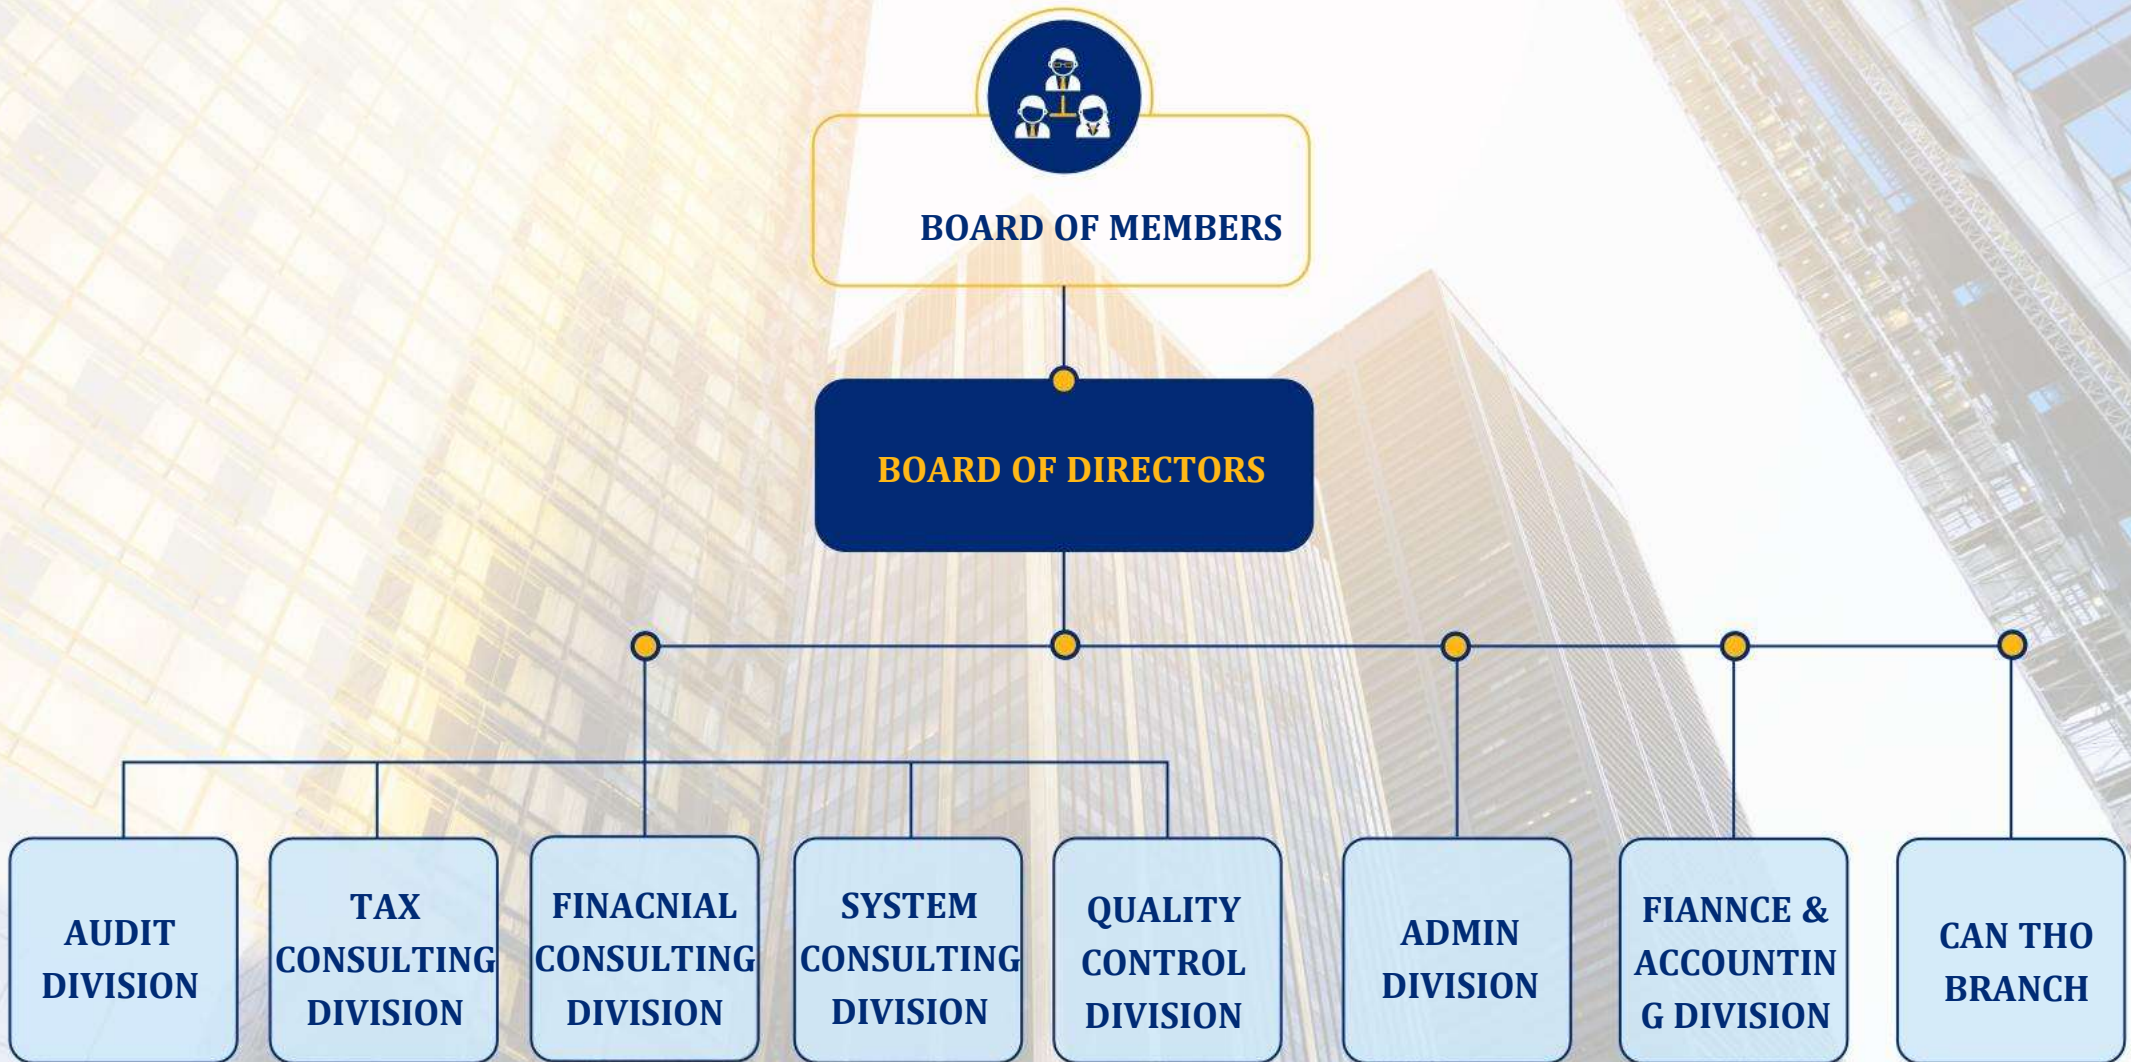 BOARD OF MEMBERS
BOARD OF DIRECTORS
AUDIT
DIVISION
TAX
CONSULTING
DIVISION
FINACNIAL
CONSULTING
DIVISION
SYSTEM
CONSULTING
DIVISION
QUALITY
CONTROL
DIVISION
ADMIN
DIVISION
FIANNCE &
ACCOUNTIN
G DIVISION
CAN THO
BRANCH